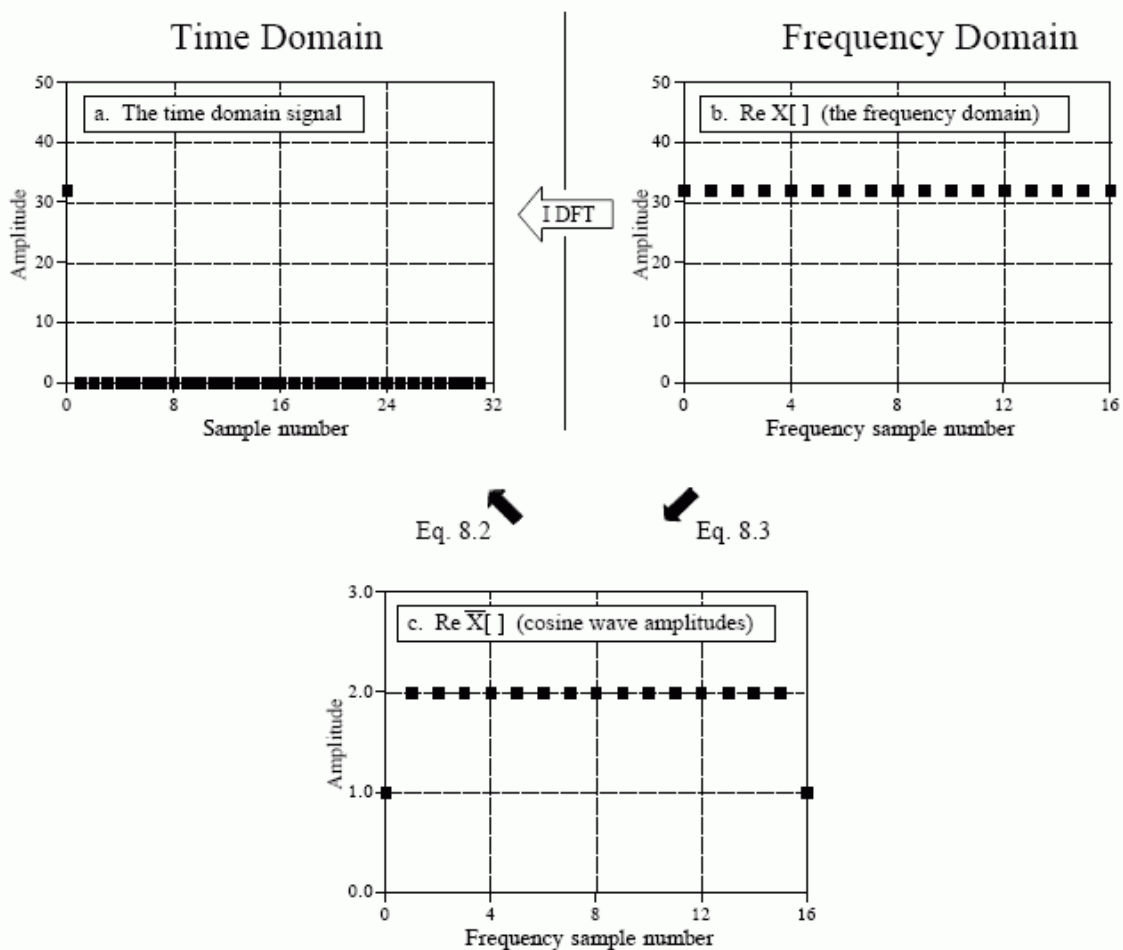 Time Domain
Frequency Domain
a. The time domain signal
50
40
30
20
10
0
Amplitude
0 8 16 24 32
Sample number
I DFT
b. Re X[ ] (the frequency domain)
50
40
30
20
10
0
Amplitude
0 4 8 12 16
Frequency sample number
Eq. 8.2
Eq. 8.3
c. Re X̅[ ] (cosine wave amplitudes)
3.0
2.0
1.0
0.0
Amplitude
0 4 8 12 16
Frequency sample number